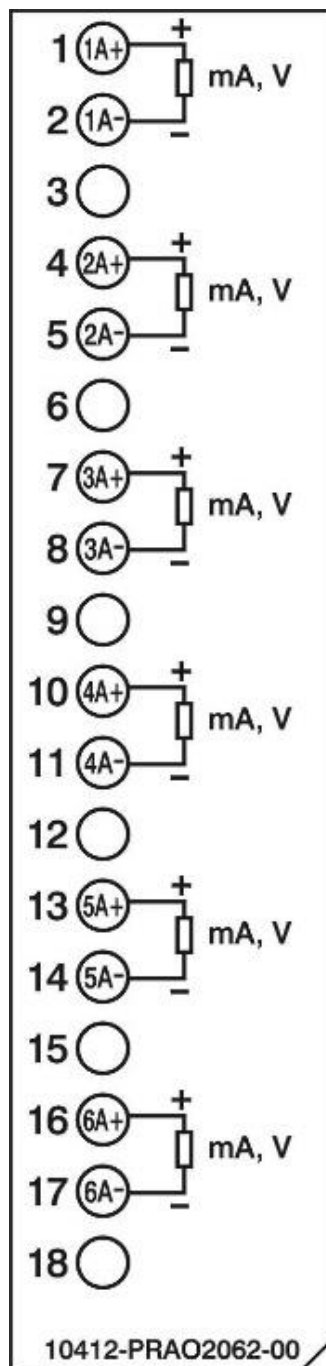 1 1A+ + mA, V
2 1A- −
3
4 2A+ + mA, V
5 2A- −
6
7 3A+ + mA, V
8 3A- −
9
10 4A+ + mA, V
11 4A- −
12
13 5A+ + mA, V
14 5A- −
15
16 6A+ + mA, V
17 6A- −
18
10412-PRAO2062-00